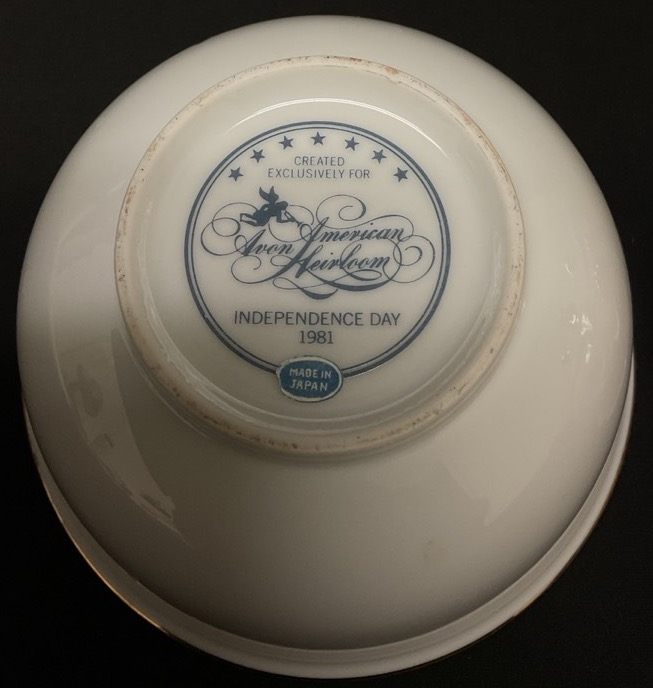 CREATED
EXCLUSIVELY FOR
Avon American
Heirloom
INDEPENDENCE DAY
1981
MADE IN
JAPAN